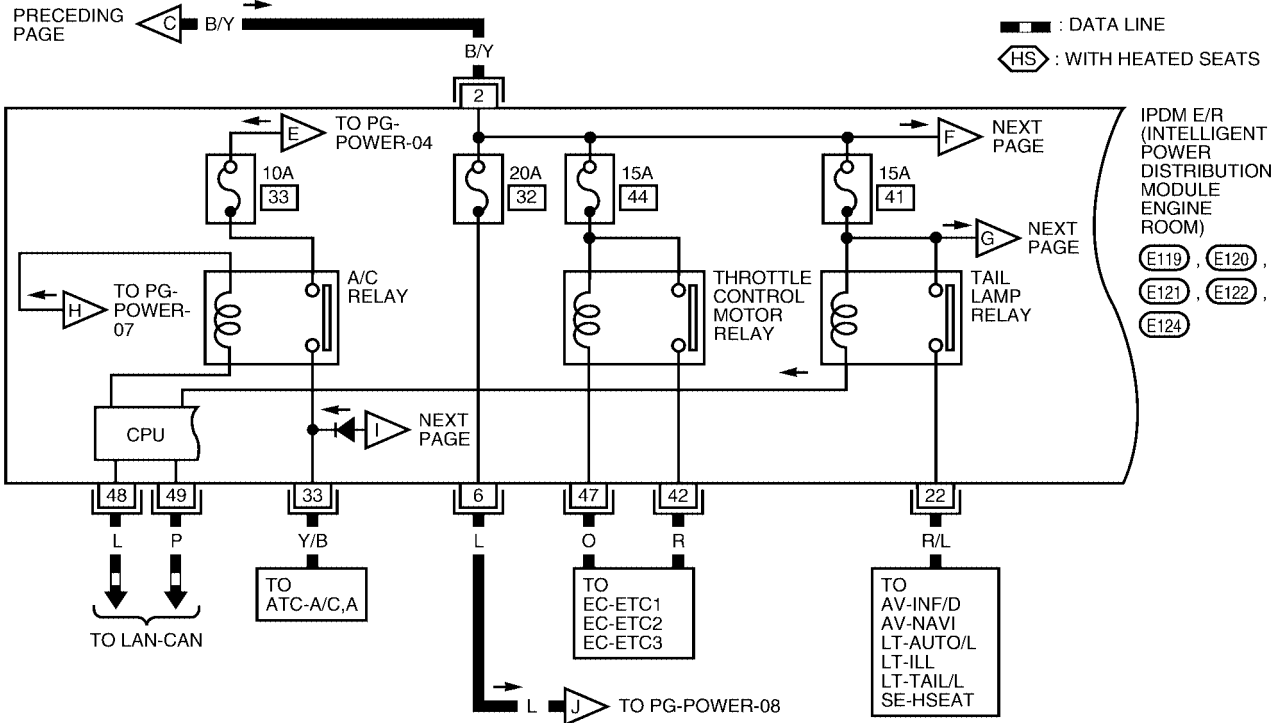 PRECEDING
PAGE
C
B/Y
B/Y
: DATA LINE
HS : WITH HEATED SEATS
2
E
TO PG-
POWER-04
F
NEXT
PAGE
10A
33
20A
32
15A
44
15A
41
G
NEXT
PAGE
IPDM E/R
(INTELLIGENT
POWER
DISTRIBUTION
MODULE
ENGINE
ROOM)
E119 , E120 ,
E121 , E122 ,
E124
H
TO PG-
POWER-
07
A/C
RELAY
THROTTLE
CONTROL
MOTOR
RELAY
TAIL
LAMP
RELAY
CPU
I
NEXT
PAGE
48
49
33
6
47
42
22
L
P
Y/B
L
O
R
R/L
TO LAN-CAN
TO
ATC-A/C,A
TO
EC-ETC1
EC-ETC2
EC-ETC3
TO
AV-INF/D
AV-NAVI
LT-AUTO/L
LT-ILL
LT-TAIL/L
SE-HSEAT
L
J
TO PG-POWER-08